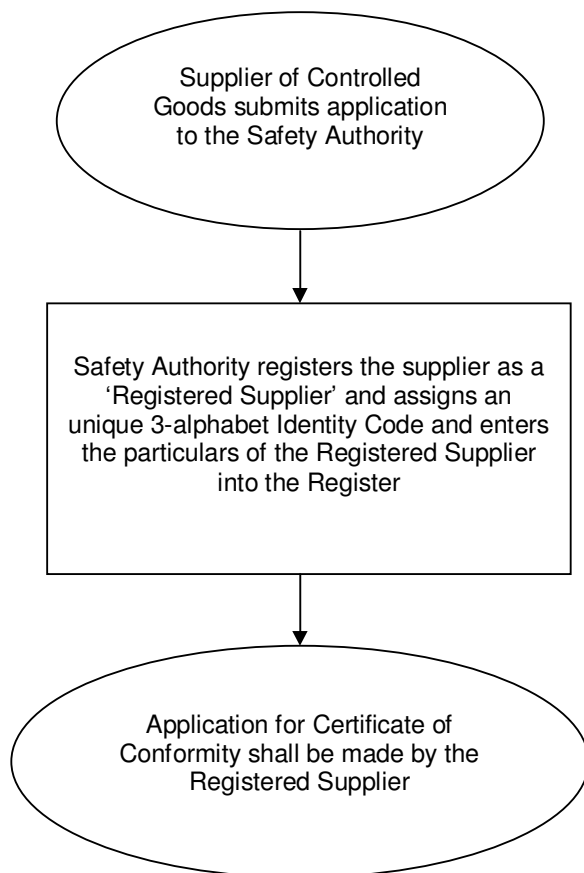 Supplier of Controlled
Goods submits application
to the Safety Authority
Safety Authority registers the supplier as a
‘Registered Supplier’ and assigns an
unique 3-alphabet Identity Code and enters
the particulars of the Registered Supplier
into the Register
Application for Certificate of
Conformity shall be made by the
Registered Supplier